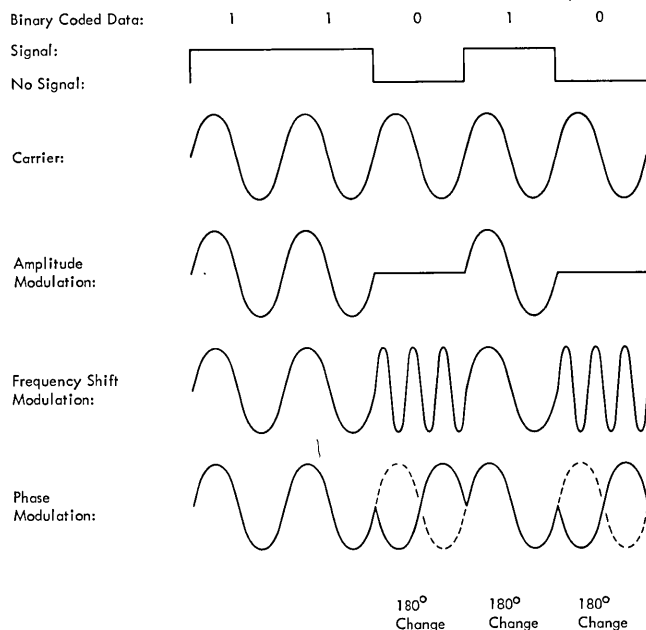 Binary Coded Data: 1 1 0 1 0
Signal:
No Signal:
Carrier:
Amplitude
Modulation:
Frequency Shift
Modulation:
Phase
Modulation:
180° 180° 180°
Change Change Change